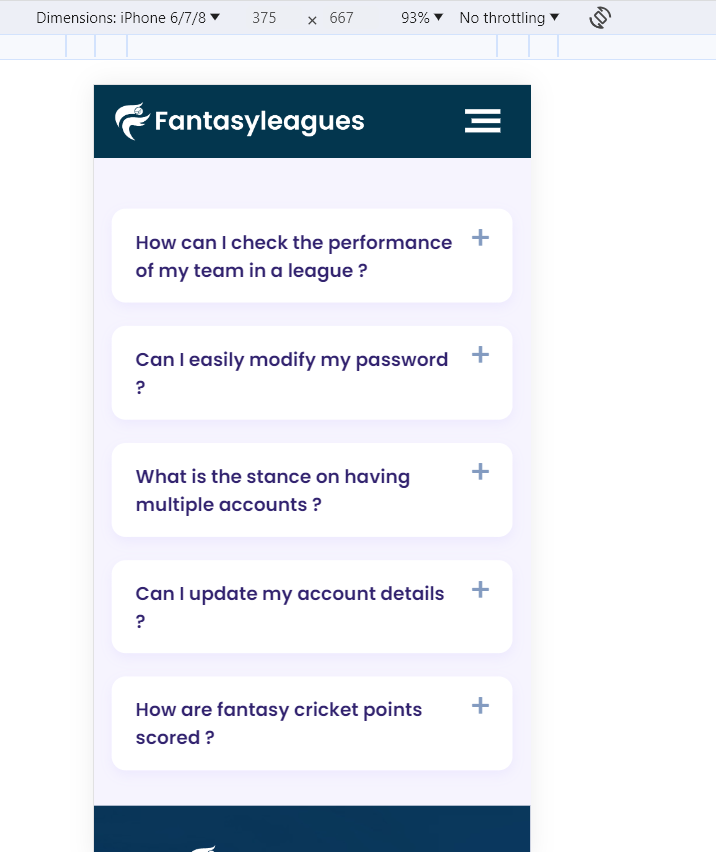 Dimensions: iPhone 6/7/8 ▼ 375 × 667 93% ▼ No throttling ▼
Fantasyleagues
How can I check the performance
of my team in a league ?
Can I easily modify my password
?
What is the stance on having
multiple accounts ?
Can I update my account details
?
How are fantasy cricket points
scored ?